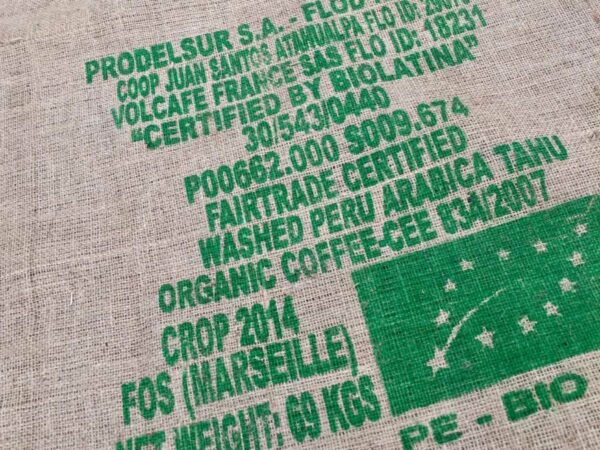 PRODELSUR S.A. - FLO
COOP JUAN SANTOS ATAHUALPA FLO ID:
VOLCAFE FRANCE SAS FLO ID: 18231
"CERTIFIED BY BIOLATINA"
30/543/0440
P00662.000 S009.674
FAIRTRADE CERTIFIED
WASHED PERU ARABICA TAHU
ORGANIC COFFEE-CEE 834/2007
CROP 2014
FOS (MARSEILLE)
NET WEIGHT: 69 KGS
PE - BIO